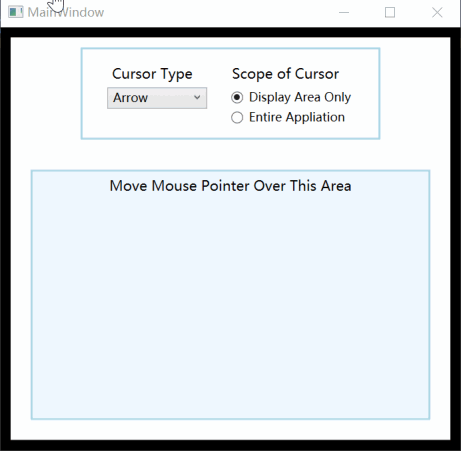 MainWindow
Cursor Type
Scope of Cursor
Arrow
Display Area Only
Entire Appliation
Move Mouse Pointer Over This Area